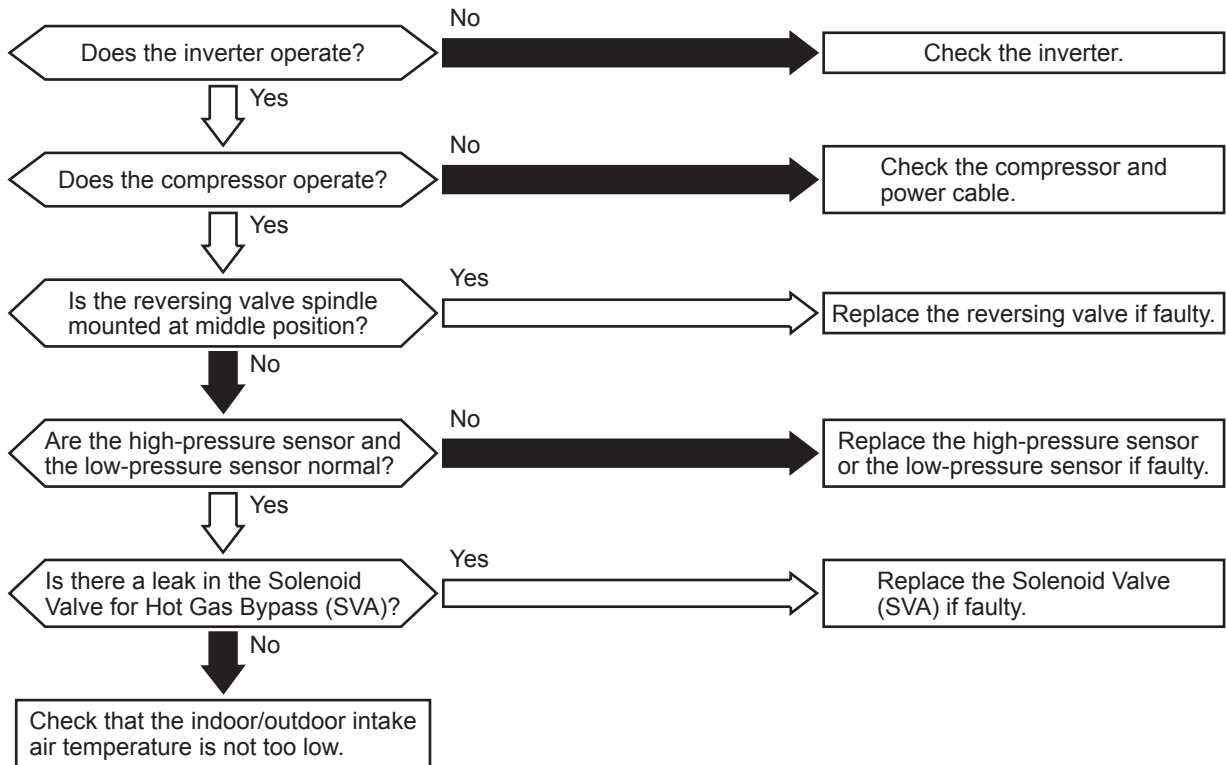 Does the inverter operate?
No
Check the inverter.
Yes
Does the compressor operate?
No
Check the compressor and
power cable.
Yes
Is the reversing valve spindle
mounted at middle position?
Yes
Replace the reversing valve if faulty.
No
Are the high-pressure sensor and
the low-pressure sensor normal?
No
Replace the high-pressure sensor
or the low-pressure sensor if faulty.
Yes
Is there a leak in the Solenoid
Valve for Hot Gas Bypass (SVA)?
Yes
Replace the Solenoid Valve
(SVA) if faulty.
No
Check that the indoor/outdoor intake
air temperature is not too low.